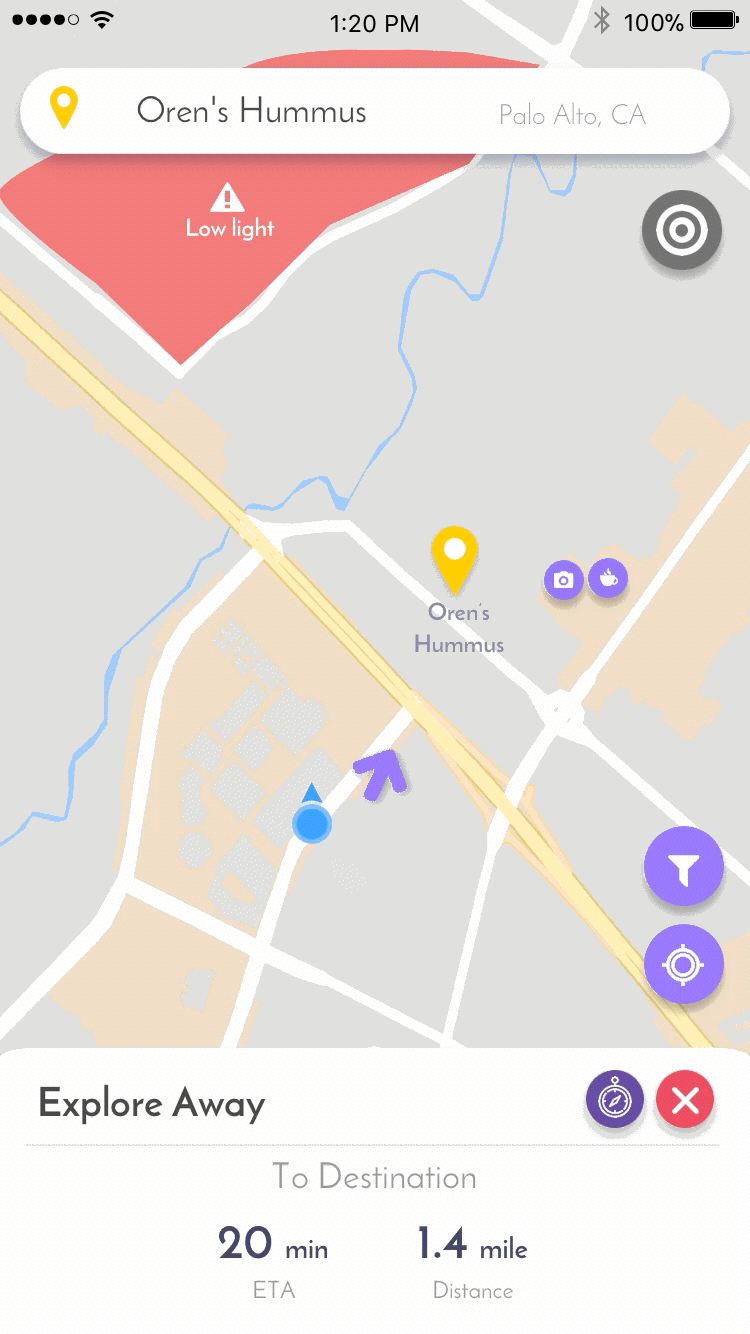 1:20 PM
100%
Oren's Hummus Palo Alto, CA
Low light
Oren's
Hummus
Explore Away
To Destination
20 min 1.4 mile
ETA Distance